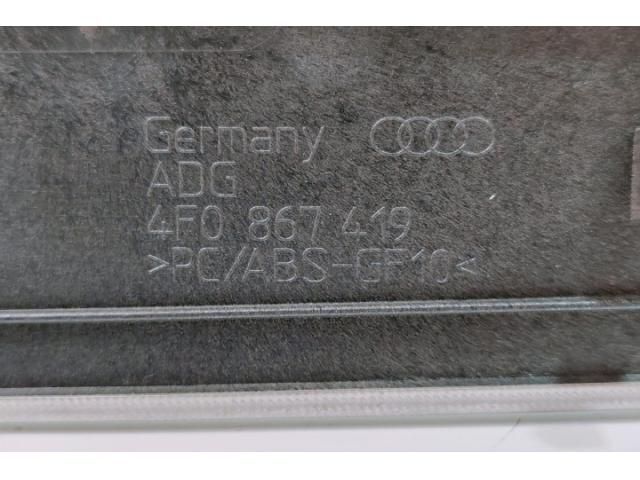 Germany
ADG
4F0 867 419
>PC/ABS-GF10<